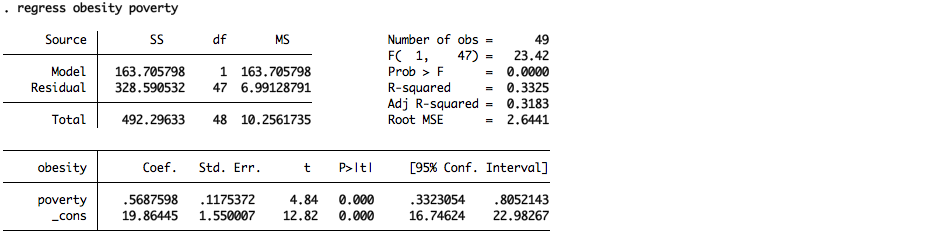 . regress obesity poverty
Source SS df MS Number of obs = 49
F( 1, 47) = 23.42
Model 163.705798 1 163.705798 Prob > F = 0.0000
Residual 328.590532 47 6.99128791 R-squared = 0.3325
Adj R-squared = 0.3183
Total 492.29633 48 10.2561735 Root MSE = 2.6441
obesity Coef. Std. Err. t P>|t| [95% Conf. Interval]
poverty .5687598 .1175372 4.84 0.000 .3323054 .8052143
_cons 19.86445 1.550007 12.82 0.000 16.74624 22.98267